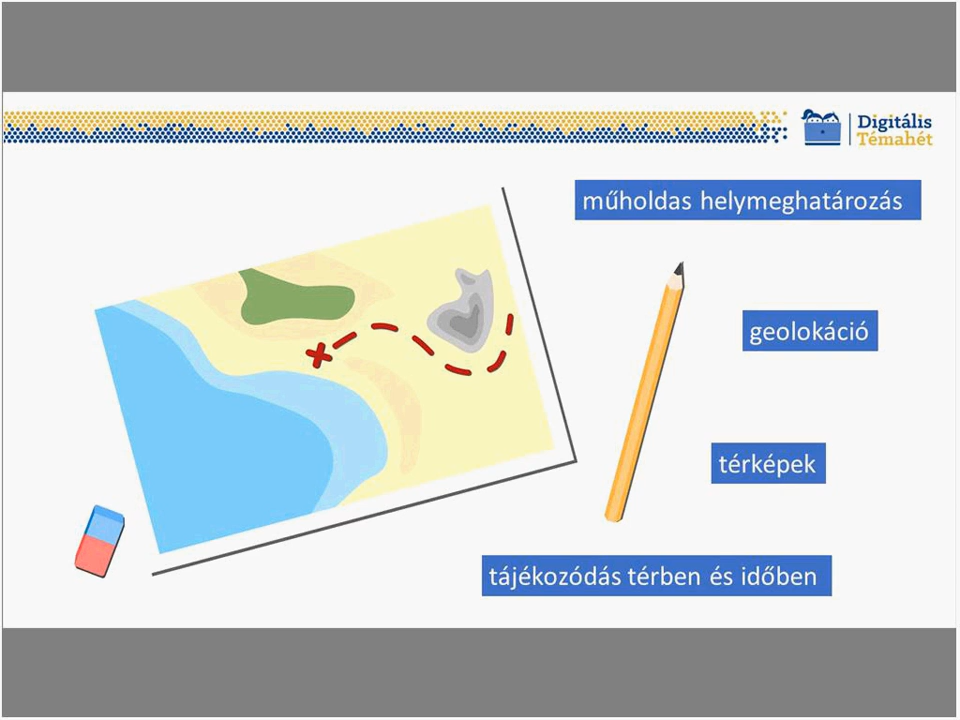 Digitális
Témahét
műholdas helymeghatározás
geolokáció
térképek
tájékozódás térben és időben